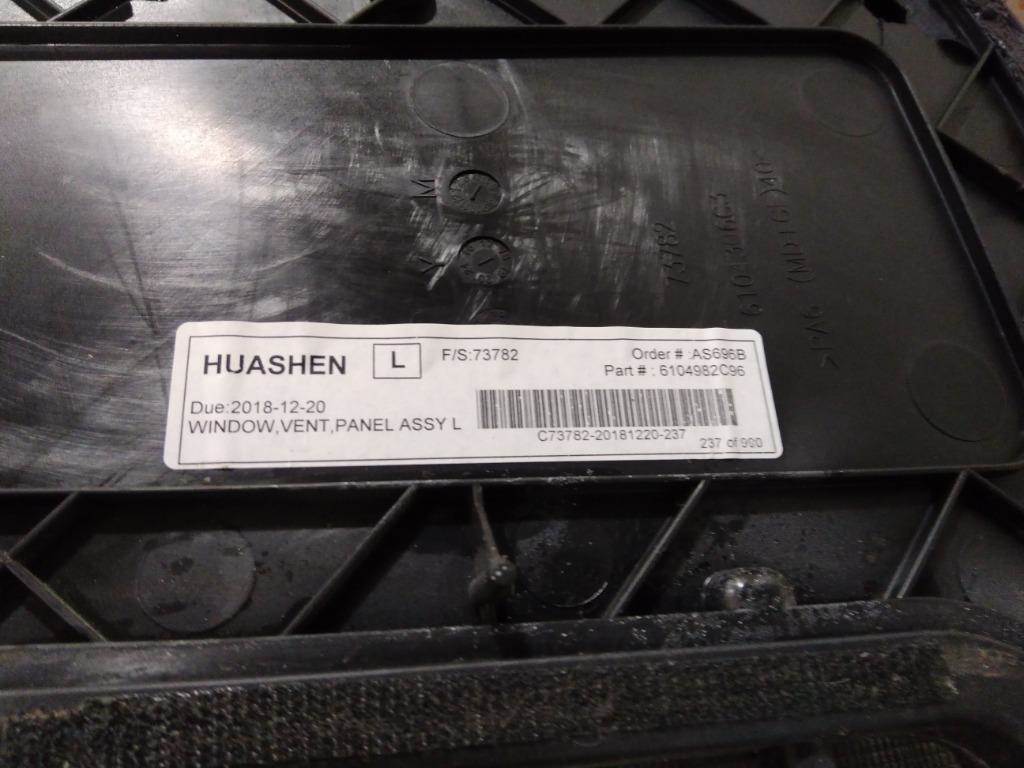 M
Y
73782
HUASHEN
L
F/S:73782
Order # :AS696B
Part # : 6104982C96
Due:2018-12-20
WINDOW,VENT,PANEL ASSY L
C73782-20181220-237
237 of 900